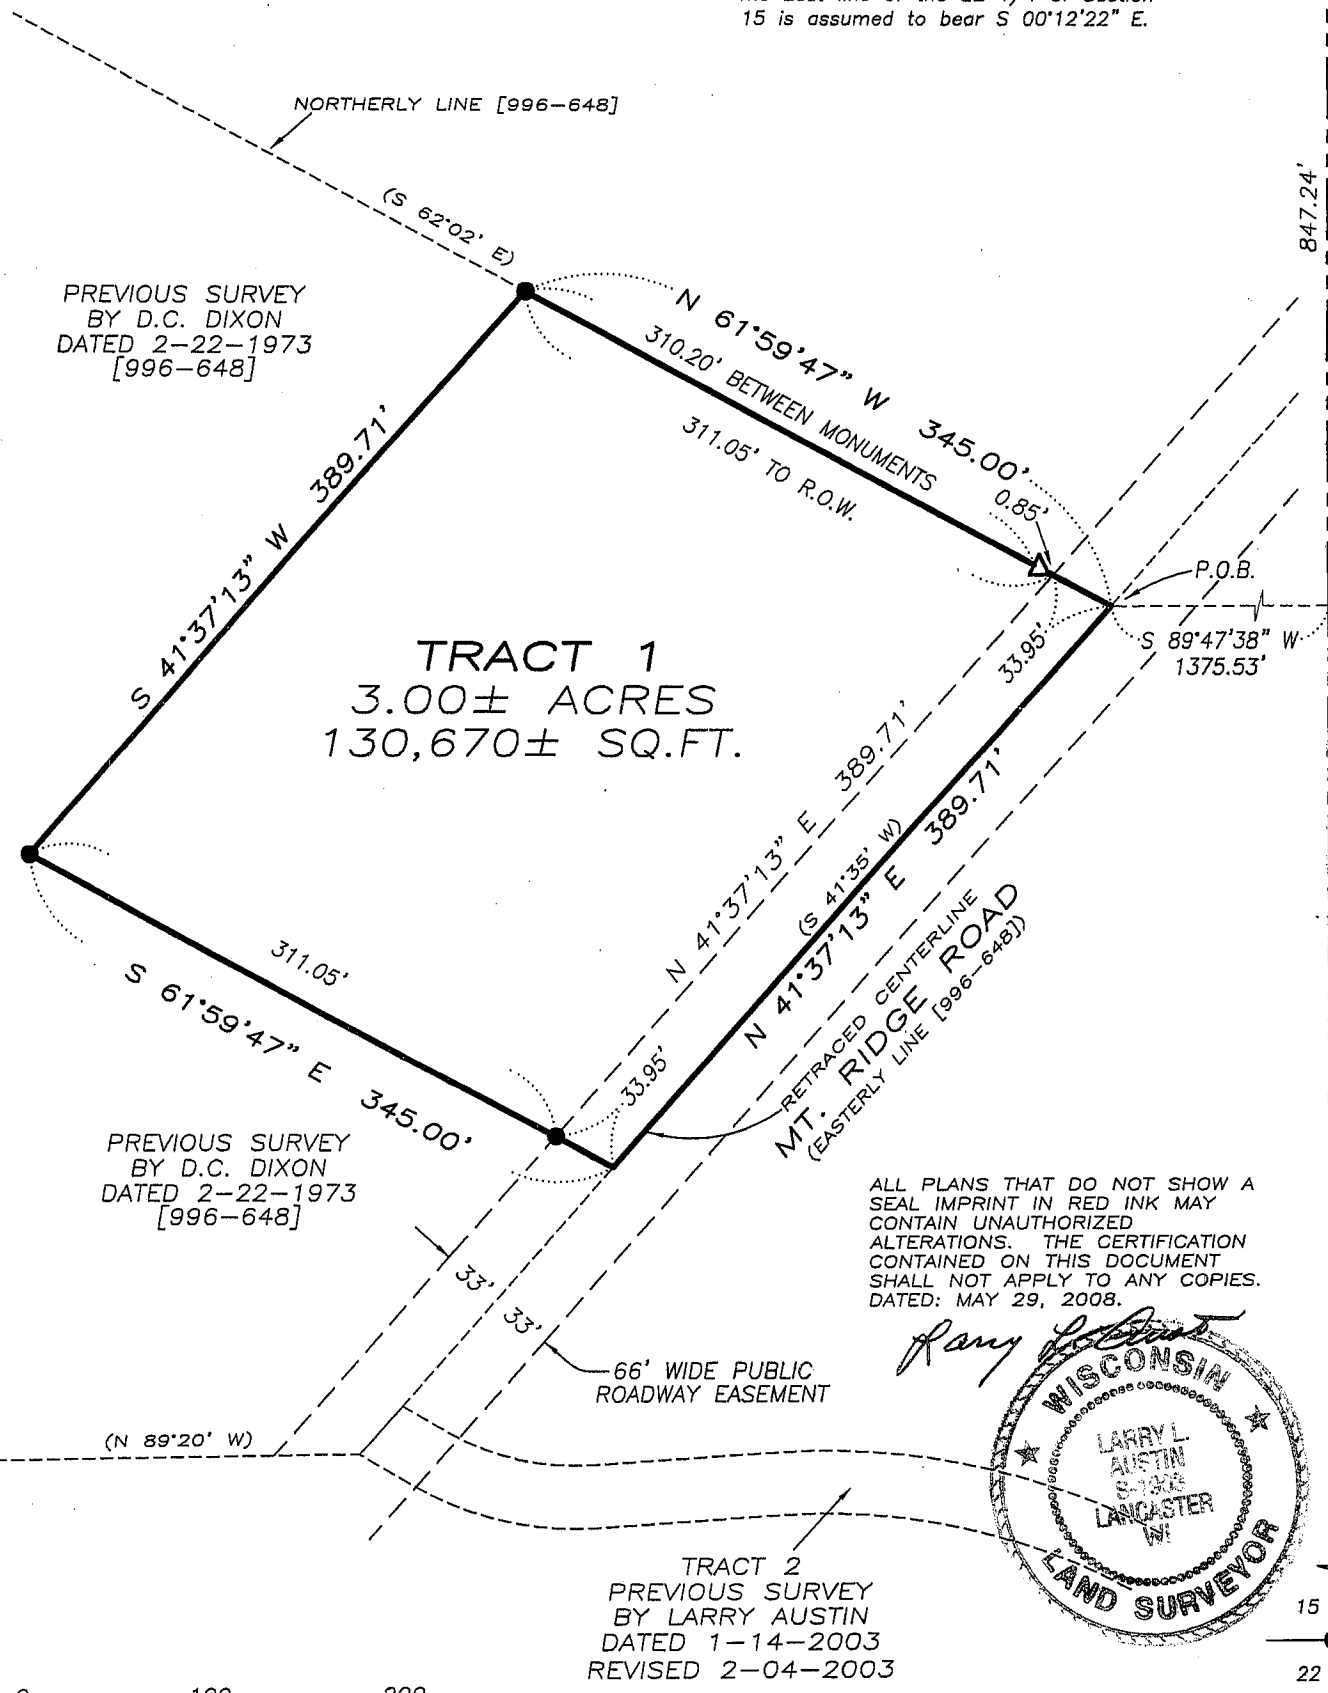 15 is assumed to bear S 00°12'22" E.
NORTHERLY LINE [996-648]
847.24'
(S 62°02' E)
PREVIOUS SURVEY
BY D.C. DIXON
DATED 2-22-1973
[996-648]
N 61°59'47" W 345.00'
310.20' BETWEEN MONUMENTS
311.05' TO R.O.W.
0.85'
P.O.B.
S 89°47'38" W
1375.53'
33.95'
S 41°37'13" W 389.71'
TRACT 1
3.00± ACRES
130,670± SQ.FT.
N 41°37'13" E 389.71'
(S 41°35' W)
N 41°37'13" E 389.71'
RETRACED CENTERLINE
MT. RIDGE ROAD
(EASTERLY LINE [996-648])
311.05'
S 61°59'47" E 345.00'
33.95'
PREVIOUS SURVEY
BY D.C. DIXON
DATED 2-22-1973
[996-648]
33'
33'
66' WIDE PUBLIC
ROADWAY EASEMENT
ALL PLANS THAT DO NOT SHOW A
SEAL IMPRINT IN RED INK MAY
CONTAIN UNAUTHORIZED
ALTERATIONS. THE CERTIFICATION
CONTAINED ON THIS DOCUMENT
SHALL NOT APPLY TO ANY COPIES.
DATED: MAY 29, 2008.
Larry L. Austin
WISCONSIN
LARRY L.
AUSTIN
LANCASTER
WI
LAND SURVEYOR
(N 89°20' W)
TRACT 2
PREVIOUS SURVEY
BY LARRY AUSTIN
DATED 1-14-2003
REVISED 2-04-2003
15
22